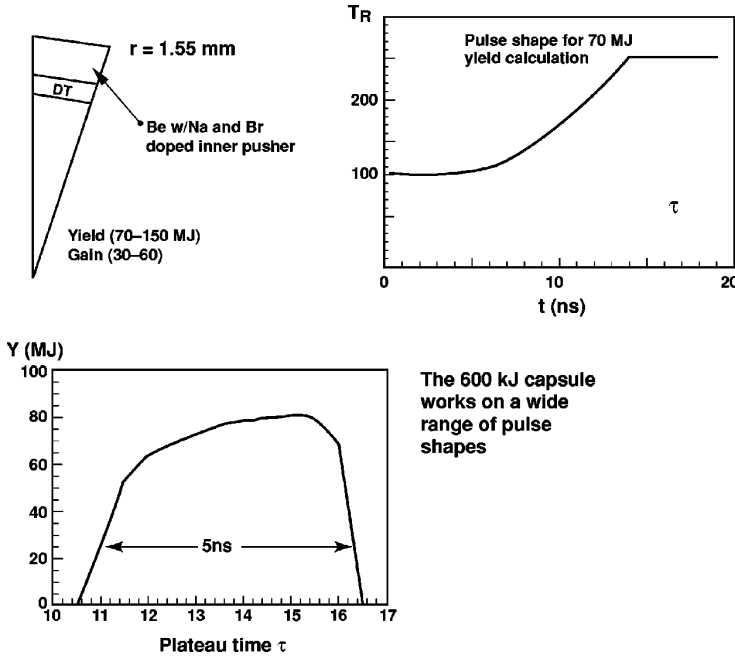 r = 1.55 mm
DT
Be w/Na and Br
doped inner pusher
Yield (70–150 MJ)
Gain (30–60)
T_R
Pulse shape for 70 MJ
yield calculation
200
100
τ
0
10
20
t (ns)
Y (MJ)
100
80
60
40
20
0
5ns
10
11
12
13
14
15
16
17
Plateau time τ
The 600 kJ capsule
works on a wide
range of pulse
shapes